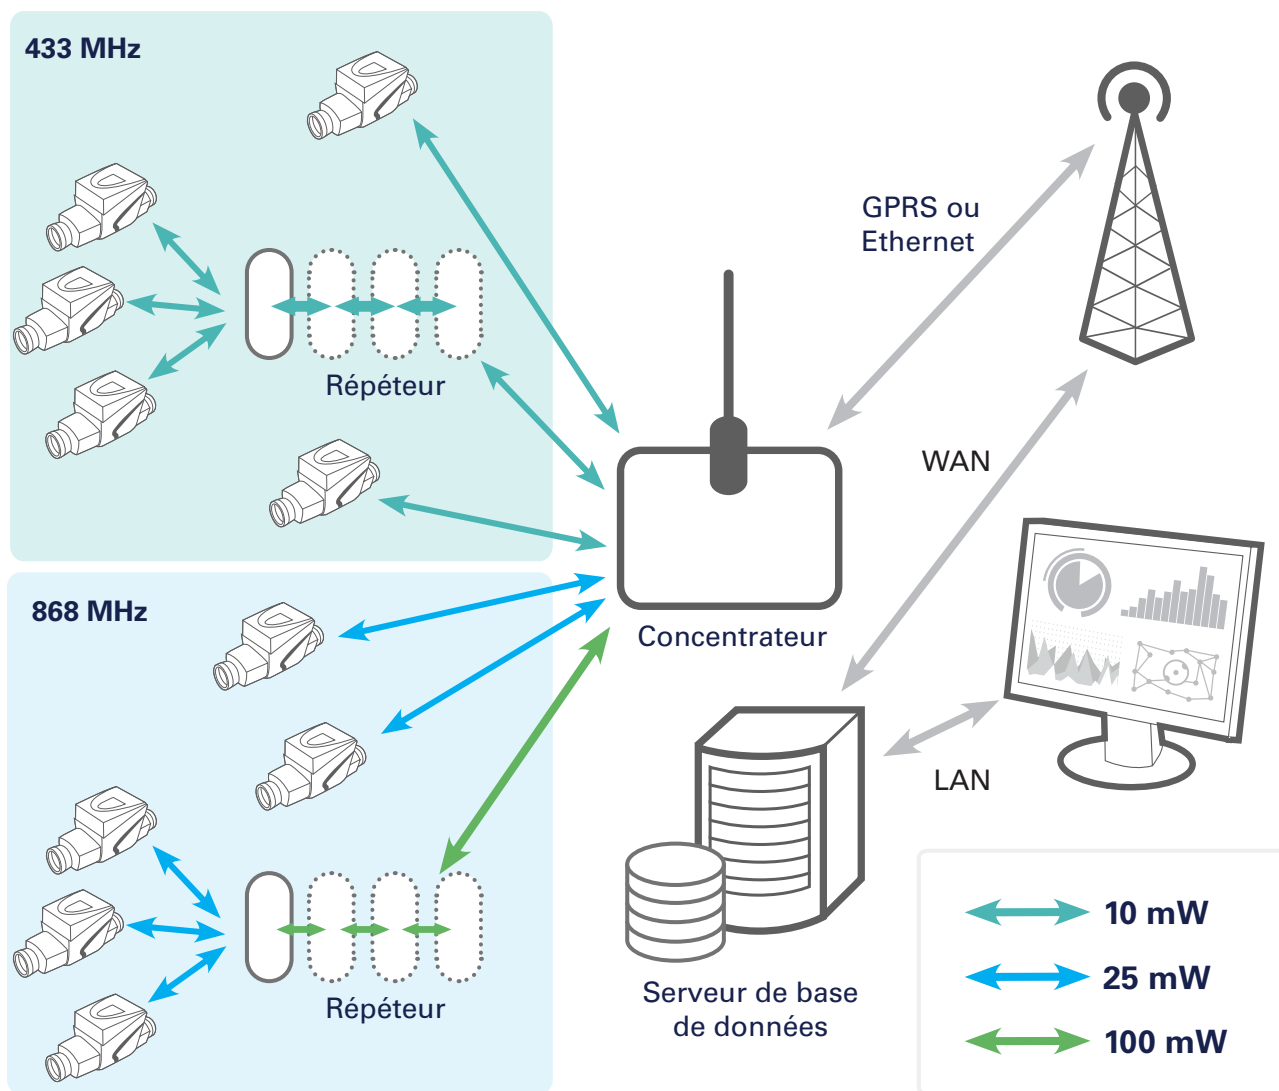 433 MHz
Répéteur
868 MHz
Répéteur
GPRS ou
Ethernet
WAN
Concentrateur
LAN
Serveur de base
de données
10 mW
25 mW
100 mW